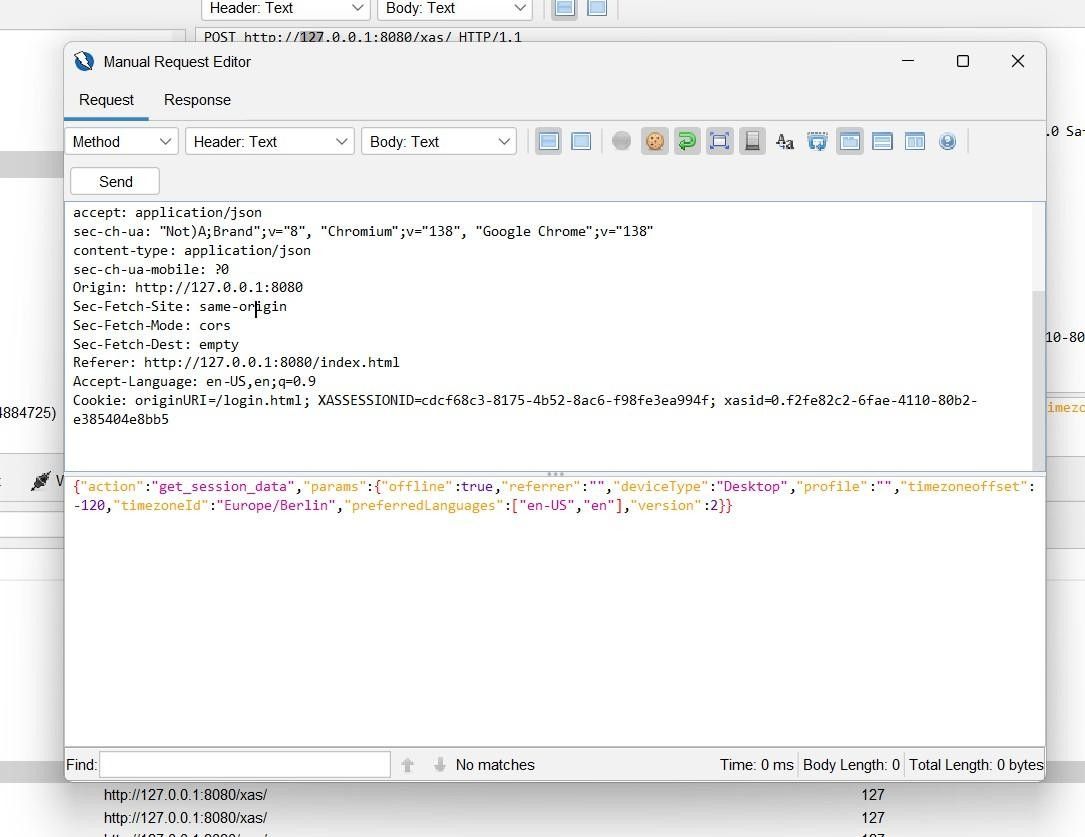 Header: Text
Body: Text
POST http://127.0.0.1:8080/xas/ HTTP/1.1
Manual Request Editor
Request
Response
Method
Header: Text
Body: Text
Send
accept: application/json
sec-ch-ua: "Not)A;Brand";v="8", "Chromium";v="138", "Google Chrome";v="138"
content-type: application/json
sec-ch-ua-mobile: ?0
Origin: http://127.0.0.1:8080
Sec-Fetch-Site: same-origin
Sec-Fetch-Mode: cors
Sec-Fetch-Dest: empty
Referer: http://127.0.0.1:8080/index.html
Accept-Language: en-US,en;q=0.9
Cookie: originURI=/login.html; XASSESSIONID=cdcf68c3-8175-4b52-8ac6-f98fe3ea994f; xasid=0.f2fe82c2-6fae-4110-80b2-
e385404e8bb5
.0 Sa
10-80
4884725)
imezo
{"action":"get_session_data","params":{"offline":true,"referrer":"","deviceType":"Desktop","profile":"","timezoneoffset":
-120,"timezoneId":"Europe/Berlin","preferredLanguages":["en-US","en"],"version":2}}
Find:
No matches
Time: 0 ms
Body Length: 0
Total Length: 0 bytes
http://127.0.0.1:8080/xas/ 127
http://127.0.0.1:8080/xas/ 127